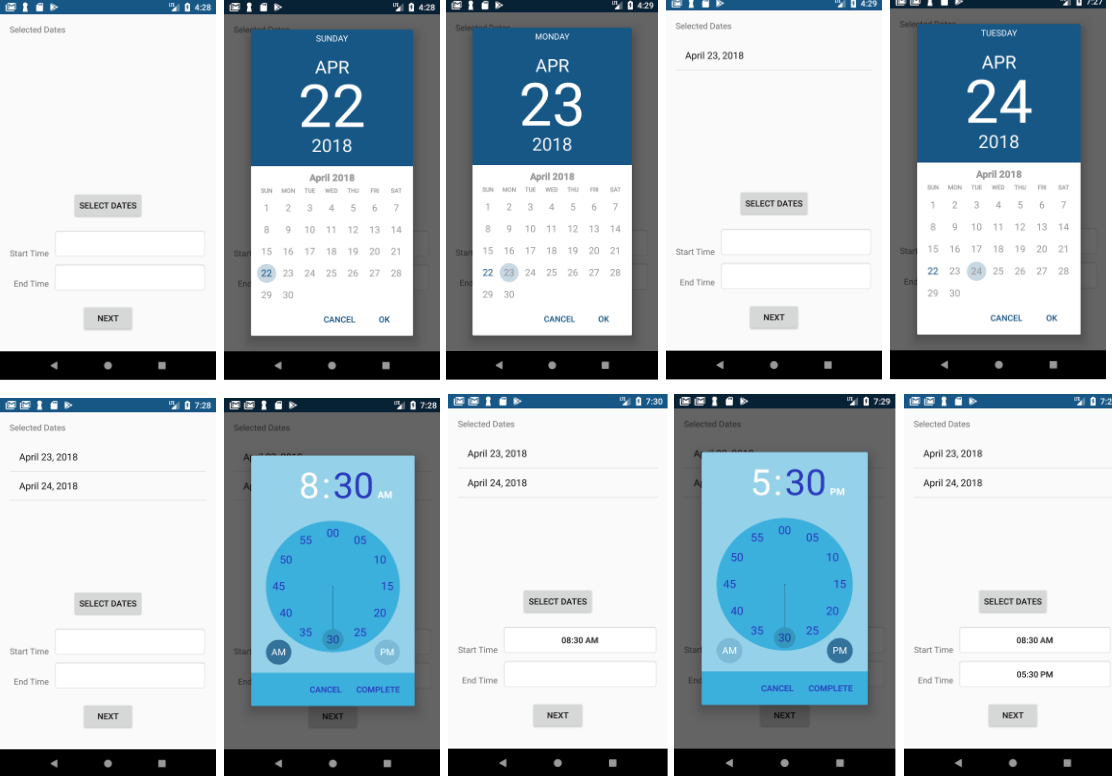 4:28
Selected Dates
SELECT DATES
Start Time
End Time
NEXT
4:28
Selected Dates
SUNDAY
APR
22
2018
April 2018
SUN MON TUE WED THU FRI SAT
1 2 3 4 5 6 7
8 9 10 11 12 13 14
15 16 17 18 19 20 21
22 23 24 25 26 27 28
29 30
CANCEL OK
4:29
MONDAY
APR
23
2018
April 2018
SUN MON TUE WED THU FRI SAT
1 2 3 4 5 6 7
8 9 10 11 12 13 14
15 16 17 18 19 20 21
22 23 24 25 26 27 28
29 30
CANCEL OK
4:29
Selected Dates
April 23, 2018
SELECT DATES
Start Time
End Time
NEXT
7:27
TUESDAY
APR
24
2018
April 2018
SUN MON TUE WED THU FRI SAT
1 2 3 4 5 6 7
8 9 10 11 12 13 14
15 16 17 18 19 20 21
22 23 24 25 26 27 28
29 30
CANCEL OK
7:28
Selected Dates
April 23, 2018
April 24, 2018
SELECT DATES
Start Time
End Time
NEXT
7:28
Selected Dates
8:30 AM
00
55 05
50 10
45 15
40 20
35 30 25
AM PM
CANCEL COMPLETE
NEXT
7:30
Selected Dates
April 23, 2018
April 24, 2018
SELECT DATES
08:30 AM
Start Time
End Time
NEXT
7:29
Selected Dates
5:30 PM
00
55 05
50 10
45 15
40 20
35 30 25
AM PM
CANCEL COMPLETE
NEXT
Selected Dates
April 23, 2018
April 24, 2018
SELECT DATES
08:30 AM
Start Time
05:30 PM
End Time
NEXT